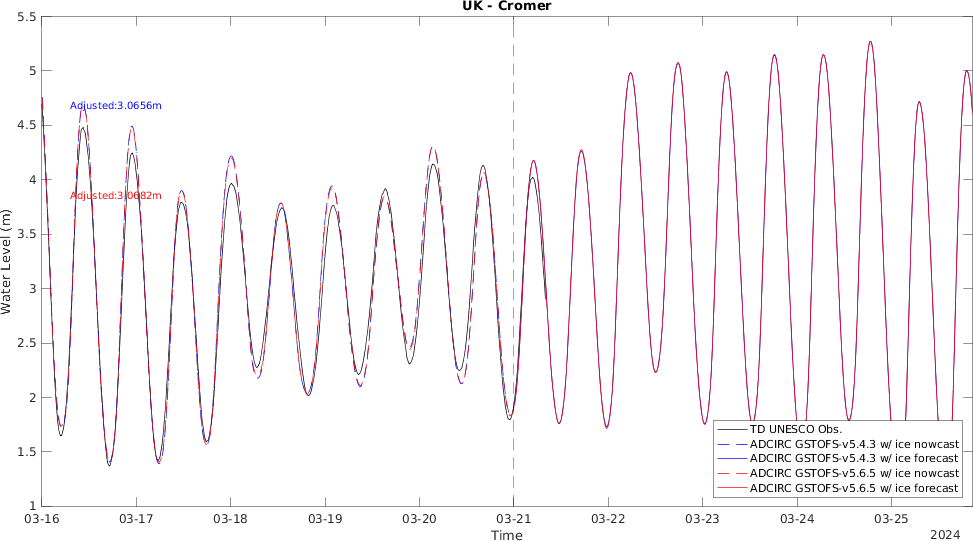 UK - Cromer
5.5
5
4.5
4
3.5
3
2.5
2
1.5
1
Water Level (m)
Adjusted:3.0656m
Adjusted:3.0682m
TD UNESCO Obs.
ADCIRC GSTOFS-v5.4.3 w/ ice nowcast
ADCIRC GSTOFS-v5.4.3 w/ ice forecast
ADCIRC GSTOFS-v5.6.5 w/ ice nowcast
ADCIRC GSTOFS-v5.6.5 w/ ice forecast
03-16 03-17 03-18 03-19 03-20 03-21 03-22 03-23 03-24 03-25
Time
2024